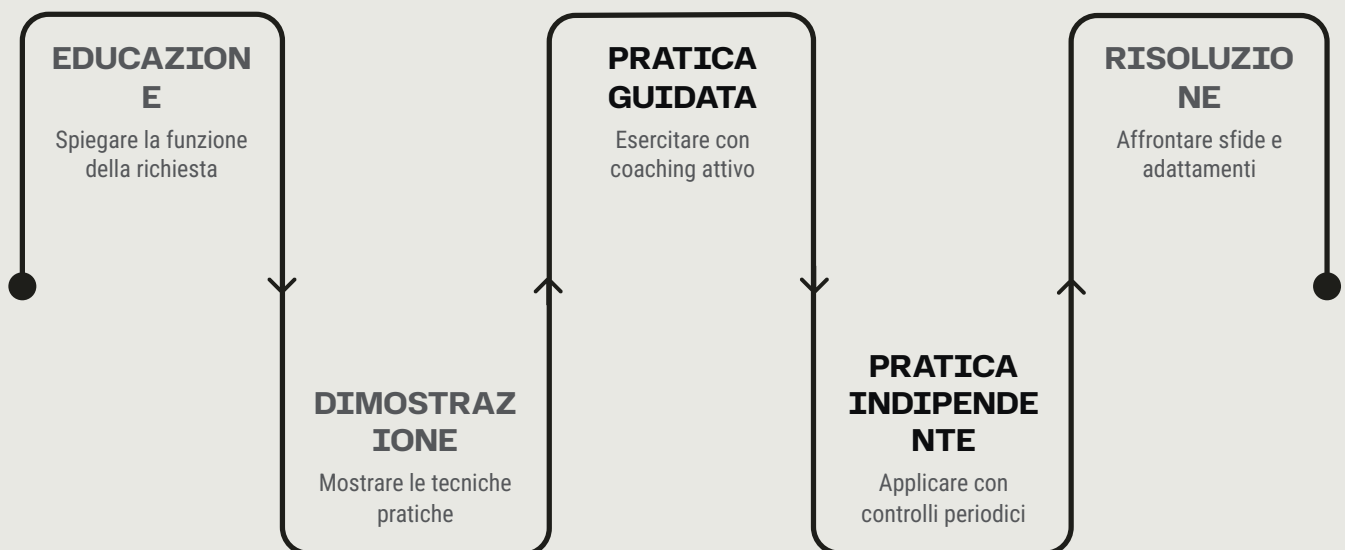 EDUCAZION
E
Spiegare la funzione
della richiesta
DIMOSTRAZ
IONE
Mostrare le tecniche
pratiche
PRATICA
GUIDATA
Esercitare con
coaching attivo
PRATICA
INDIPENDE
NTE
Applicare con
controlli periodici
RISOLUZIO
NE
Affrontare sfide e
adattamenti